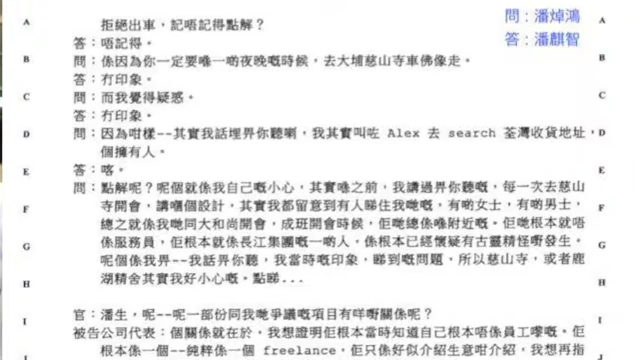 問：潘焯鴻
答：潘麒智
拒絕出車，記唔記得點解？
答：唔記得。
問：係因為你一定要唯一啲夜晚嘅時候，去大埔慈山寺車佛像走。
答：冇印象。
問：而我覺得疑惑。
答：冇印象。
問：因為咁樣--其實我話埋畀你聽喇，我其實叫咗 Alex 去 search 荃灣收貨地址，
個擁有人。
答：喀。
問：點解呢？呢個就係我自己嘅小心，其實喺之前，我講過畀你聽嘅，每一次去慈山
寺開會，講嗰個設計，其實我都留意到有人睇住我哋嘅，有啲女士，有啲男士，
總之就係我哋同大和尚開會，成班開會時候，佢哋總係喺附近嘅。佢哋根本就唔
係服務員，佢根本就係長江集團嘅一啲人，係根本已經懷疑有古靈精怪嘢發生。
呢個係我畀--我話畀你聽，我當時嘅印象，睇到嘅問題，所以慈山寺，或者鹿
湖精舍其實我好小心嘅。點睇...
官：潘生，呢--呢一部份同我哋爭議嘅項目有咩嘢關係呢？
被告公司代表：個關係就在於，我想證明佢根本當時知道自己根本唔係員工嚟嘅。佢
根本係一個--純粹係一個 freelance，佢只係好似介紹生意咁介紹，我想再指
A
B
C
D
E
F
G
H
I
A
B
C
D
E
F
G
H
I